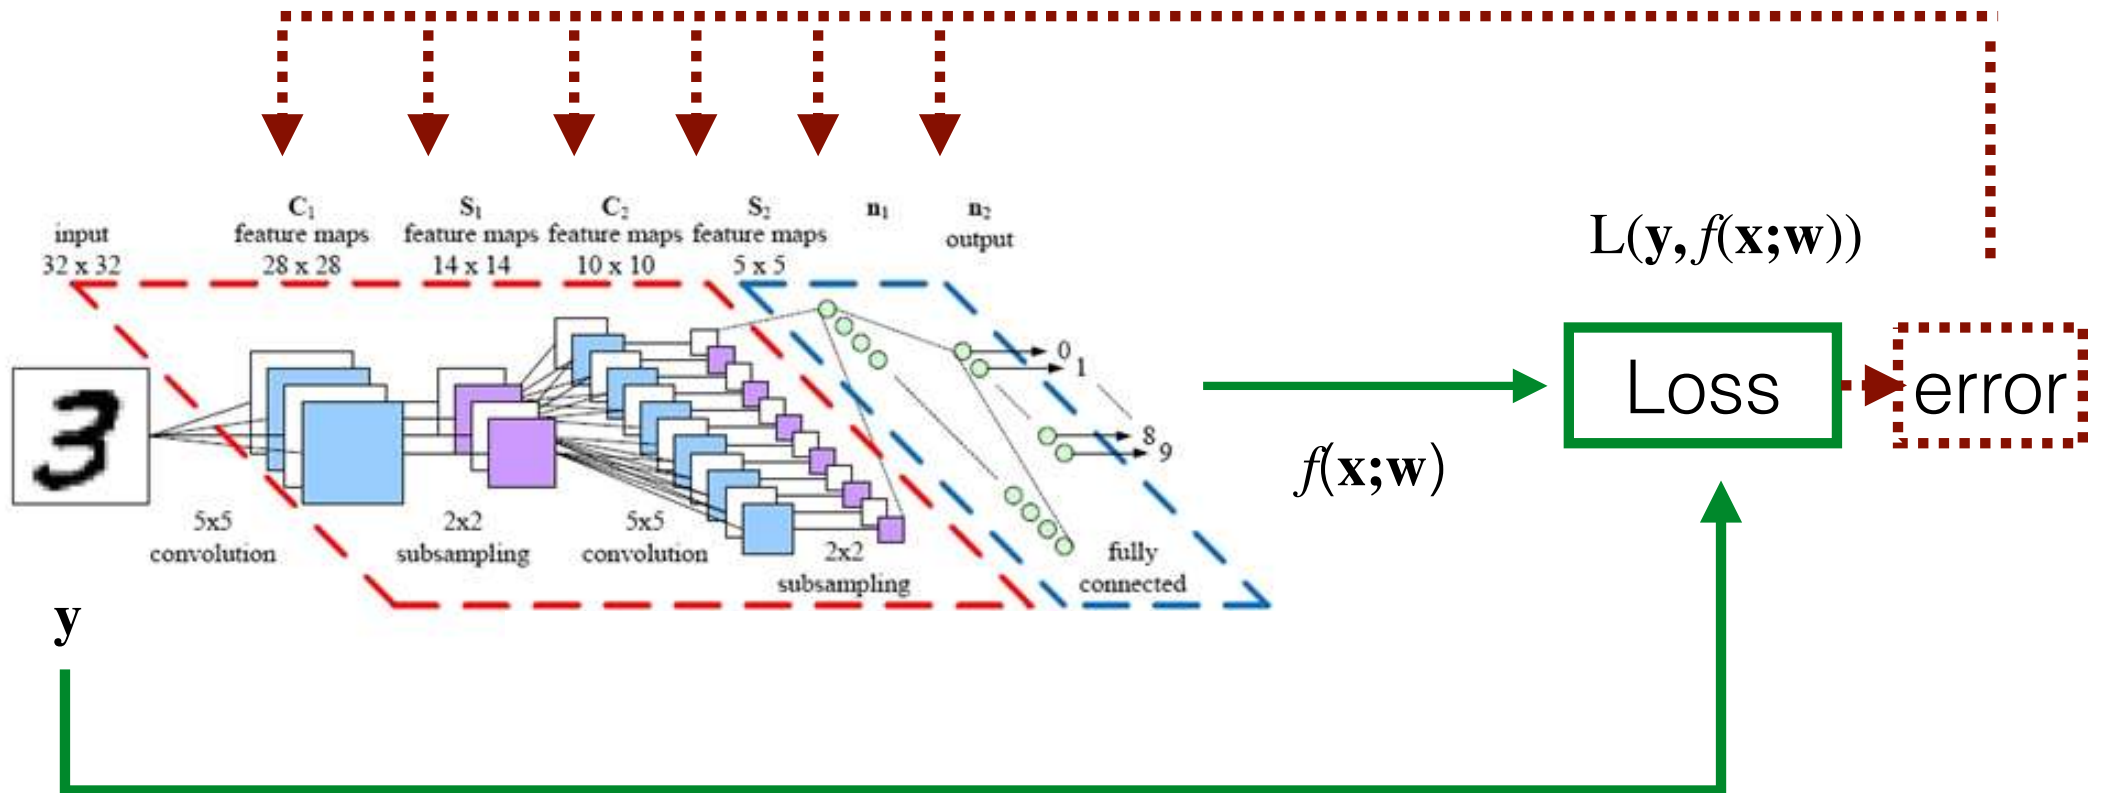 C₁
S₁
C₂
S₂
n₁
n₂
input
feature maps
feature maps
feature maps
feature maps
output
32 x 32
28 x 28
14 x 14
10 x 10
5 x 5
L(y, f(x;w))
0
1
8
9
3
Loss
error
f(x;w)
5x5
convolution
2x2
subsampling
5x5
convolution
2x2
subsampling
fully
connected
y